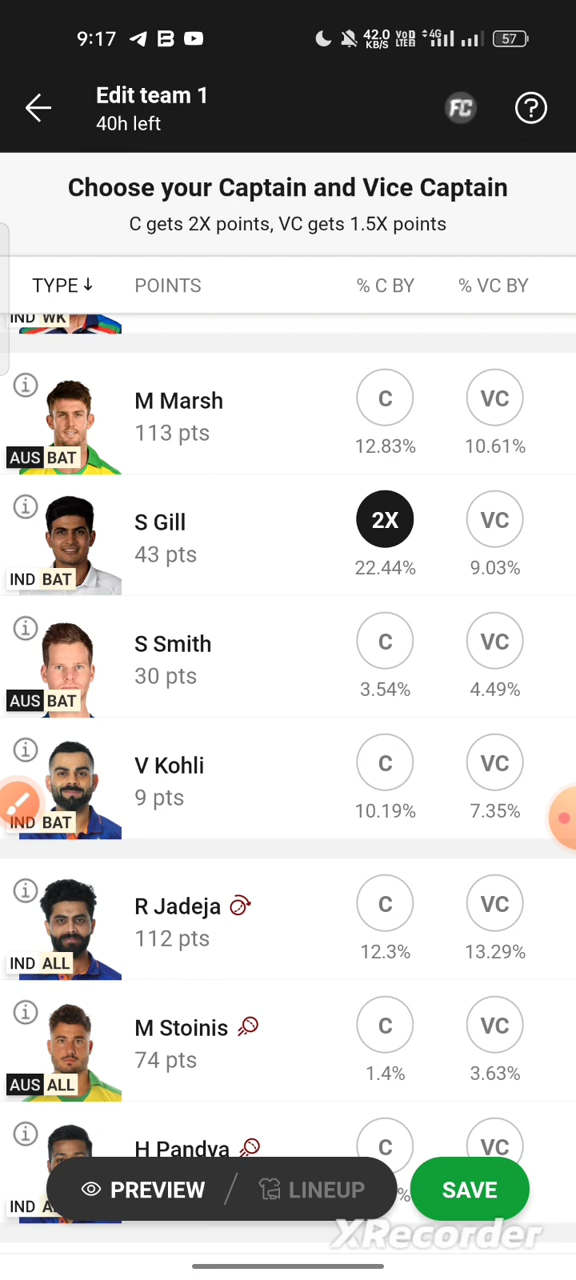 9:17 42.0 KB/S VoD LTE2 4G 57
Edit team 1
40h left
FC
?
Choose your Captain and Vice Captain
C gets 2X points, VC gets 1.5X points
TYPE↓ POINTS % C BY % VC BY
IND WK
M Marsh
113 pts
C VC
12.83% 10.61%
AUS BAT
S Gill
43 pts
2X VC
22.44% 9.03%
IND BAT
S Smith
30 pts
C VC
3.54% 4.49%
AUS BAT
V Kohli
9 pts
C VC
10.19% 7.35%
IND BAT
R Jadeja
112 pts
C VC
12.3% 13.29%
IND ALL
M Stoinis
74 pts
C VC
1.4% 3.63%
AUS ALL
H Pandya
C VC
IND
%
PREVIEW / LINEUP
SAVE
XRecorder